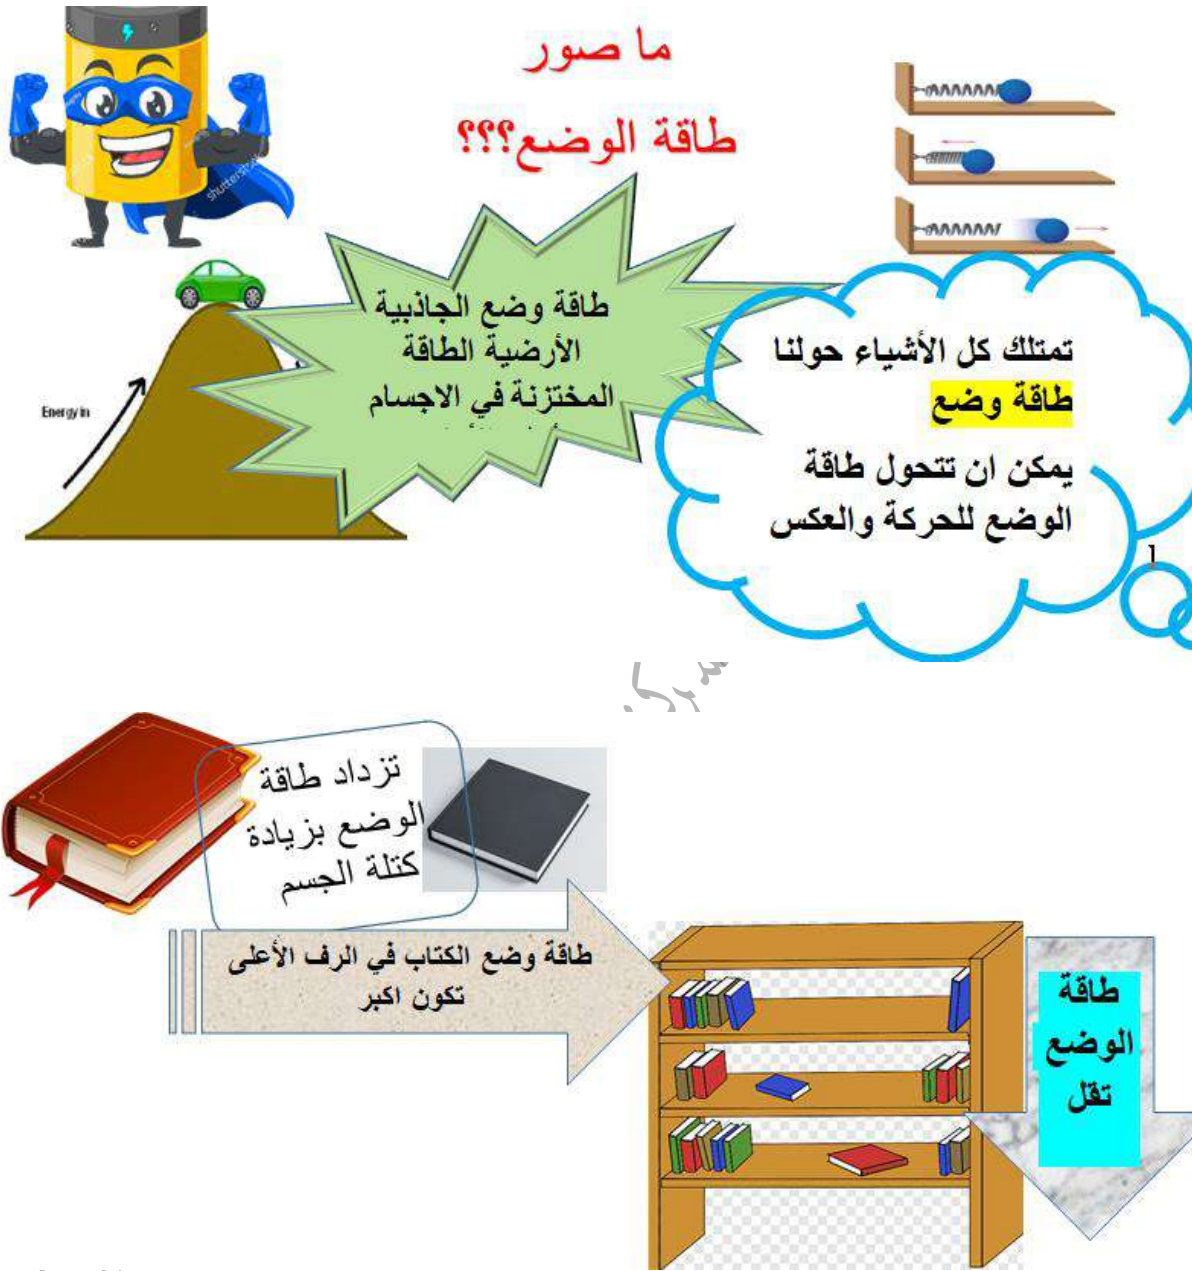 ما صور
طاقة الوضع؟؟؟
shutterstock
Energy in
طاقة وضع الجاذبية
الأرضية الطاقة
المختزنة في الاجسام
تمتلك كل الأشياء حولنا
طاقة وضع
يمكن ان تتحول طاقة
الوضع للحركة والعكس
تزداد طاقة
الوضع بزيادة
كتلة الجسم
طاقة وضع الكتاب في الرف الأعلى
تكون اكبر
طاقة
الوضع
تقل